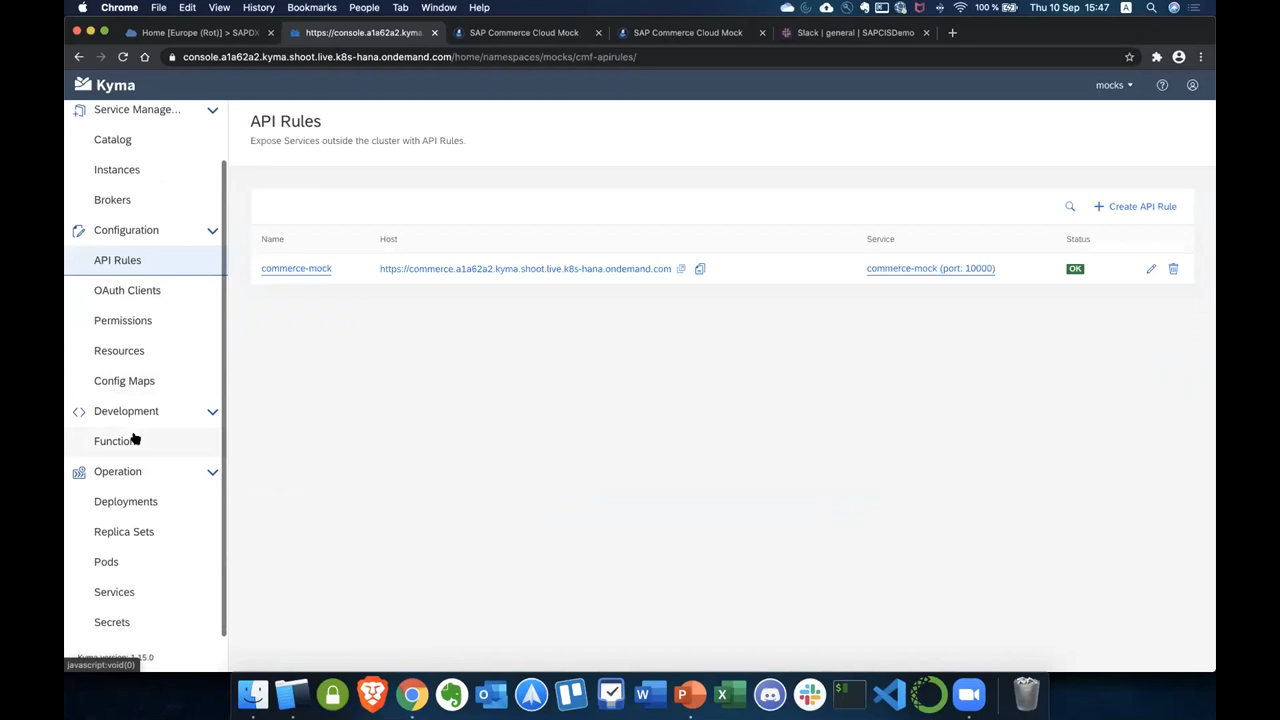 Chrome File Edit View History Bookmarks People Tab Window Help 100 % Thu 10 Sep 15:47
Home [Europe (Rot)] > SAPDX
https://console.a1a62a2.kyma.
SAP Commerce Cloud Mock
SAP Commerce Cloud Mock
Slack | general | SAPCISDemo
console.a1a62a2.kyma.shoot.live.k8s-hana.ondemand.com/home/namespaces/mocks/cmf-apirules/
Kyma
mocks
Service Manage...
Catalog
Instances
Brokers
Configuration
API Rules
OAuth Clients
Permissions
Resources
Config Maps
Development
Operation
Deployments
Replica Sets
Pods
Services
Secrets
javascript:void(0)
API Rules
Expose Services outside the cluster with API Rules.
+ Create API Rule
Name Host Service Status
commerce-mock https://commerce.a1a62a2.kyma.shoot.live.k8s-hana.ondemand.com commerce-mock (port: 10000) OK